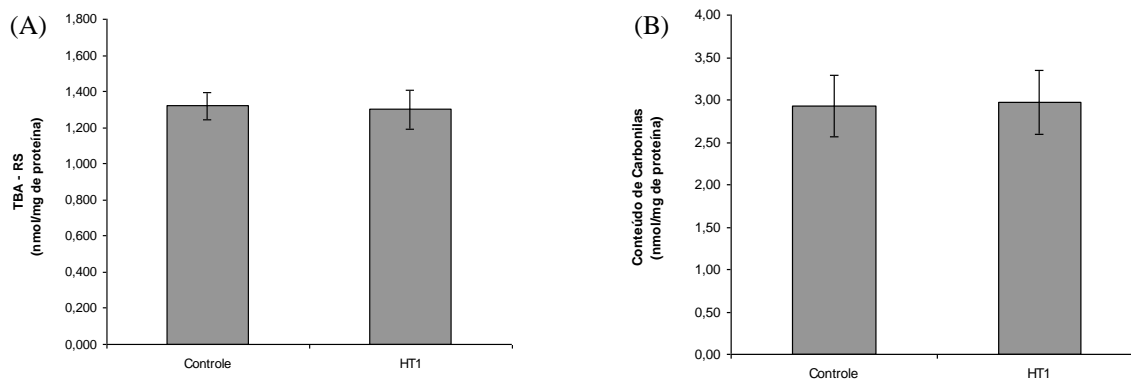 (A)
TBA - RS
(nmol/mg de proteína)
1,800
1,600
1,400
1,200
1,000
0,800
0,600
0,400
0,200
0,000
Controle
HT1
(B)
Conteúdo de Carbonilas
(nmol/mg de proteína)
4,00
3,50
3,00
2,50
2,00
1,50
1,00
0,50
0,00
Controle
HT1